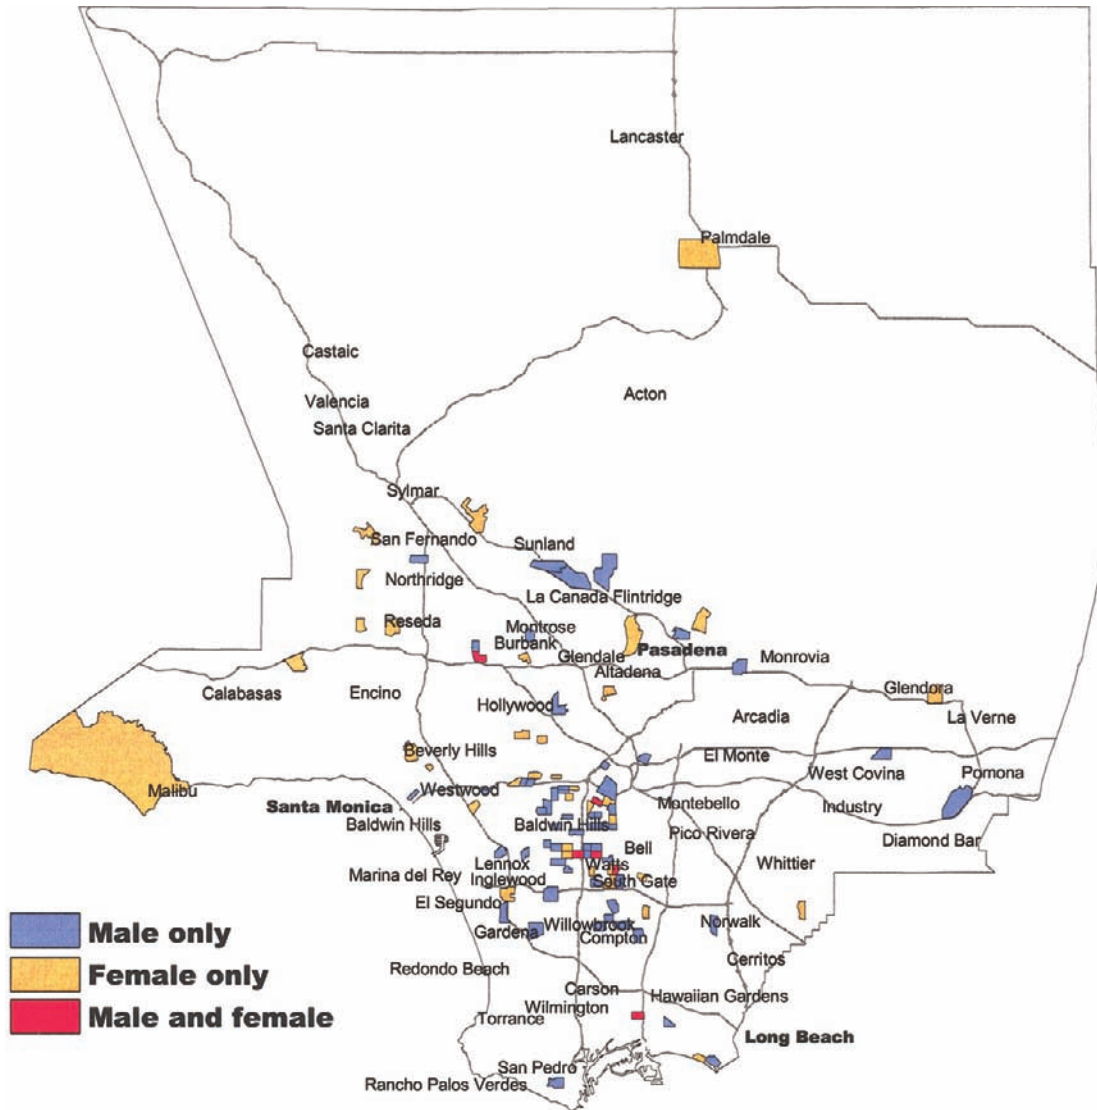 Lancaster
Palmdale
Castaic
Acton
Valencia
Santa Clarita
Sylmar
San Fernando
Sunland
Northridge
La Canada Flintridge
Reseda
Montrose
Burbank
Pasadena
Glendale
Monrovia
Altadena
Calabasas
Encino
Glendora
Hollywood
Arcadia
La Verne
Beverly Hills
El Monte
West Covina
Pomona
Malibu
Westwood
Santa Monica
Montebello
Industry
Baldwin Hills
Baldwin Hills
Pico Rivera
Diamond Bar
Bell
Lennox
Watts
Whittier
Marina del Rey
Inglewood
South Gate
El Segundo
Willowbrook
Norwalk
Gardena
Compton
Male only
Cerritos
Redondo Beach
Female only
Carson
Hawaiian Gardens
Wilmington
Male and female
Torrance
Long Beach
San Pedro
Rancho Palos Verdes